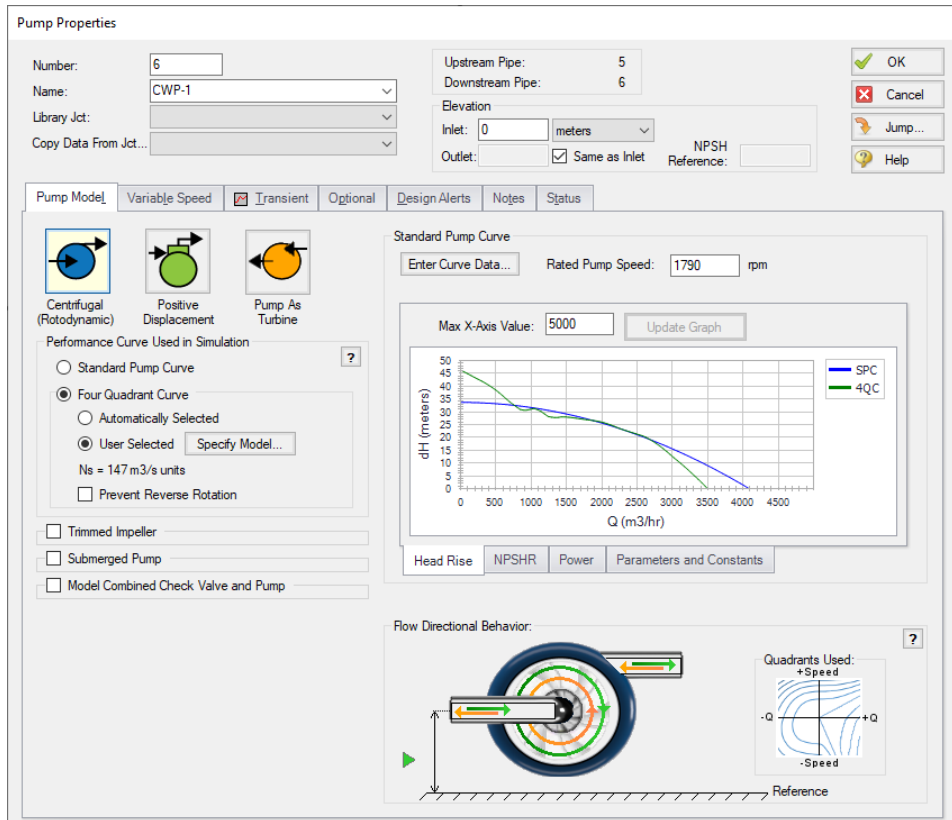 Pump Properties
Number: 6
Name: CWP-1
Library Jct:
Copy Data From Jct...
Upstream Pipe: 5
Downstream Pipe: 6
Elevation
Inlet: 0 meters
Outlet: Same as Inlet
NPSH
Reference:
OK
Cancel
Jump...
Help
Pump Model Variable Speed Transient Optional Design Alerts Notes Status
Centrifugal
(Rotodynamic)
Positive
Displacement
Pump As
Turbine
Performance Curve Used in Simulation
?
Standard Pump Curve
Four Quadrant Curve
Automatically Selected
User Selected Specify Model...
Ns = 147 m3/s units
Prevent Reverse Rotation
Trimmed Impeller
Submerged Pump
Model Combined Check Valve and Pump
Standard Pump Curve
Enter Curve Data... Rated Pump Speed: 1790 rpm
Max X-Axis Value: 5000 Update Graph
dH (meters)
50
45
40
35
30
25
20
15
10
5
0
0 500 1000 1500 2000 2500 3000 3500 4000 4500
Q (m3/hr)
SPC
4QC
Head Rise NPSHR Power Parameters and Constants
Flow Directional Behavior:
?
Quadrants Used:
+Speed
-Q +Q
-Speed
Reference